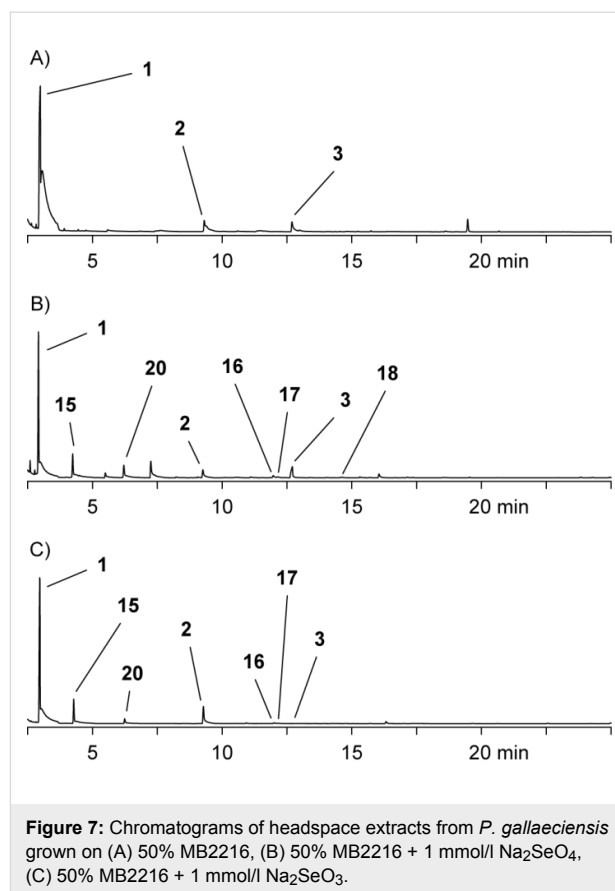 A)
1
2
3
5 10 15 20 min
B)
1
15
20
2
16
17
3
18
5 10 15 20 min
C)
1
15
20
2
16
17
3
5 10 15 20 min
Figure 7: Chromatograms of headspace extracts from P. gallaeciensis
grown on (A) 50% MB2216, (B) 50% MB2216 + 1 mmol/l Na₂SeO₄,
(C) 50% MB2216 + 1 mmol/l Na₂SeO₃.